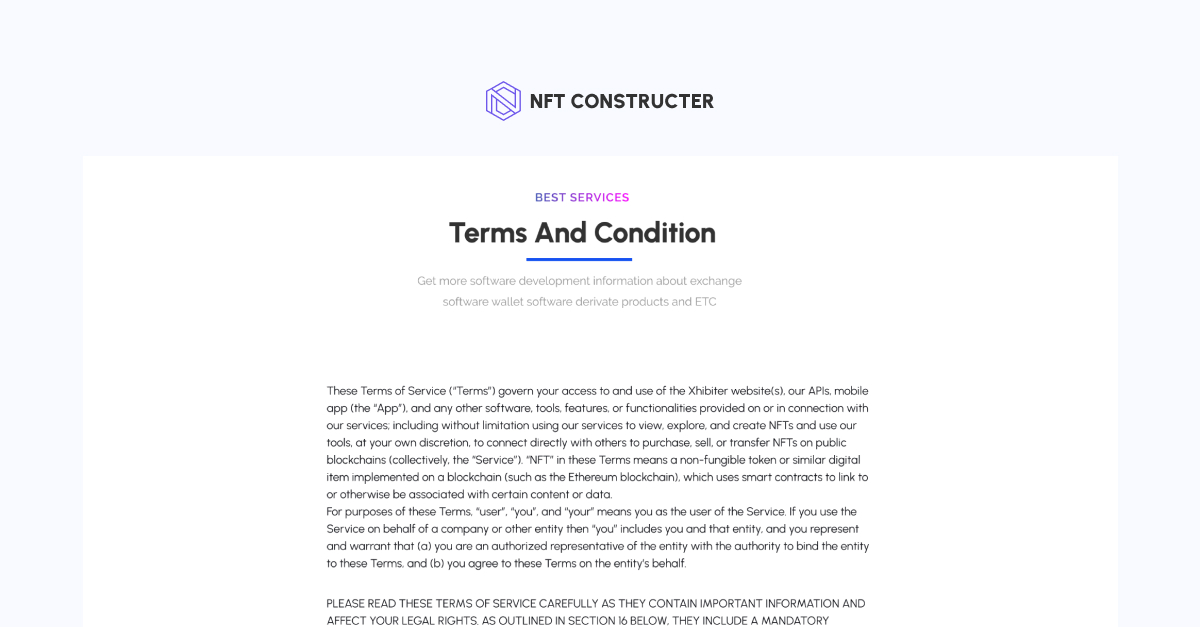 NFT CONSTRUCTER
BEST SERVICES
Terms And Condition
Get more software development information about exchange
software wallet software derivate products and ETC
These Terms of Service (“Terms”) govern your access to and use of the Xhibiter website(s), our APIs, mobile
app (the “App”), and any other software, tools, features, or functionalities provided on or in connection with
our services; including without limitation using our services to view, explore, and create NFTs and use our
tools, at your own discretion, to connect directly with others to purchase, sell, or transfer NFTs on public
blockchains (collectively, the “Service”). “NFT” in these Terms means a non-fungible token or similar digital
item implemented on a blockchain (such as the Ethereum blockchain), which uses smart contracts to link to
or otherwise be associated with certain content or data.
For purposes of these Terms, “user”, “you”, and “your” means you as the user of the Service. If you use the
Service on behalf of a company or other entity then “you” includes you and that entity, and you represent
and warrant that (a) you are an authorized representative of the entity with the authority to bind the entity
to these Terms, and (b) you agree to these Terms on the entity’s behalf.
PLEASE READ THESE TERMS OF SERVICE CAREFULLY AS THEY CONTAIN IMPORTANT INFORMATION AND
AFFECT YOUR LEGAL RIGHTS. AS OUTLINED IN SECTION 16 BELOW, THEY INCLUDE A MANDATORY